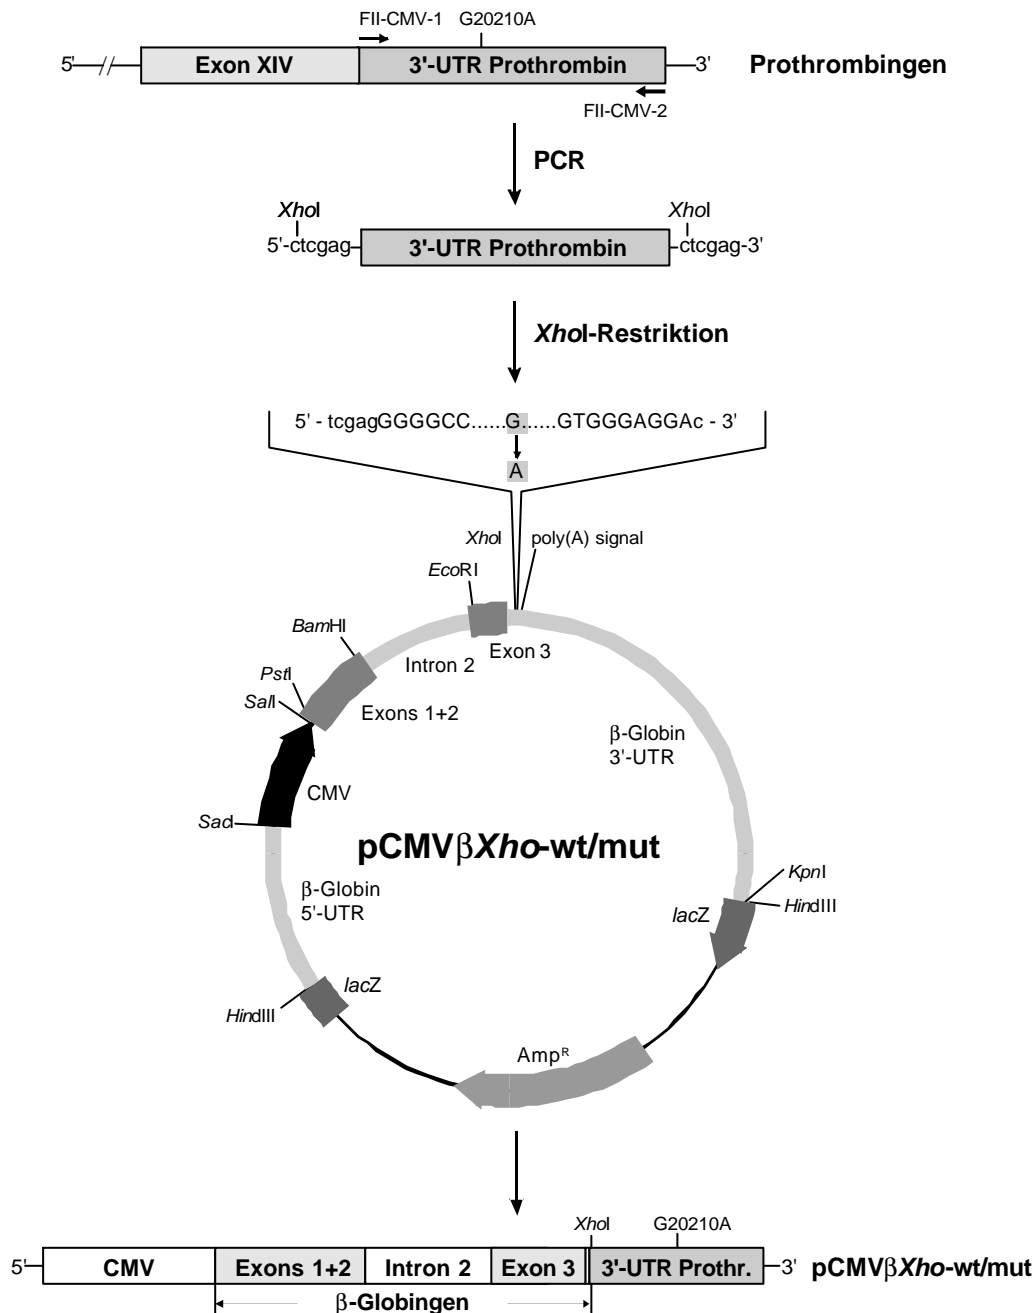 FII-CMV-1 G20210A
5' Exon XIV 3'-UTR Prothrombin 3' Prothrombingen
FII-CMV-2
PCR
XhoI XhoI
5'-ctcgag 3'-UTR Prothrombin ctcgag-3'
XhoI-Restriktion
5' - tcgagGGGGCC......G......GTGGGAGGAc - 3'
A
XhoI poly(A) signal
EcoRI
BamHI
Exon 3
Intron 2
PstI
SalI
Exons 1+2
β-Globin
3'-UTR
CMV
SacI
pCMVβXho-wt/mut
KpnI
β-Globin
5'-UTR
HindIII
lacZ
lacZ
HindIII
Ampᴿ
XhoI G20210A
5' CMV Exons 1+2 Intron 2 Exon 3 3'-UTR Prothr. 3' pCMVβXho-wt/mut
β-Globingen